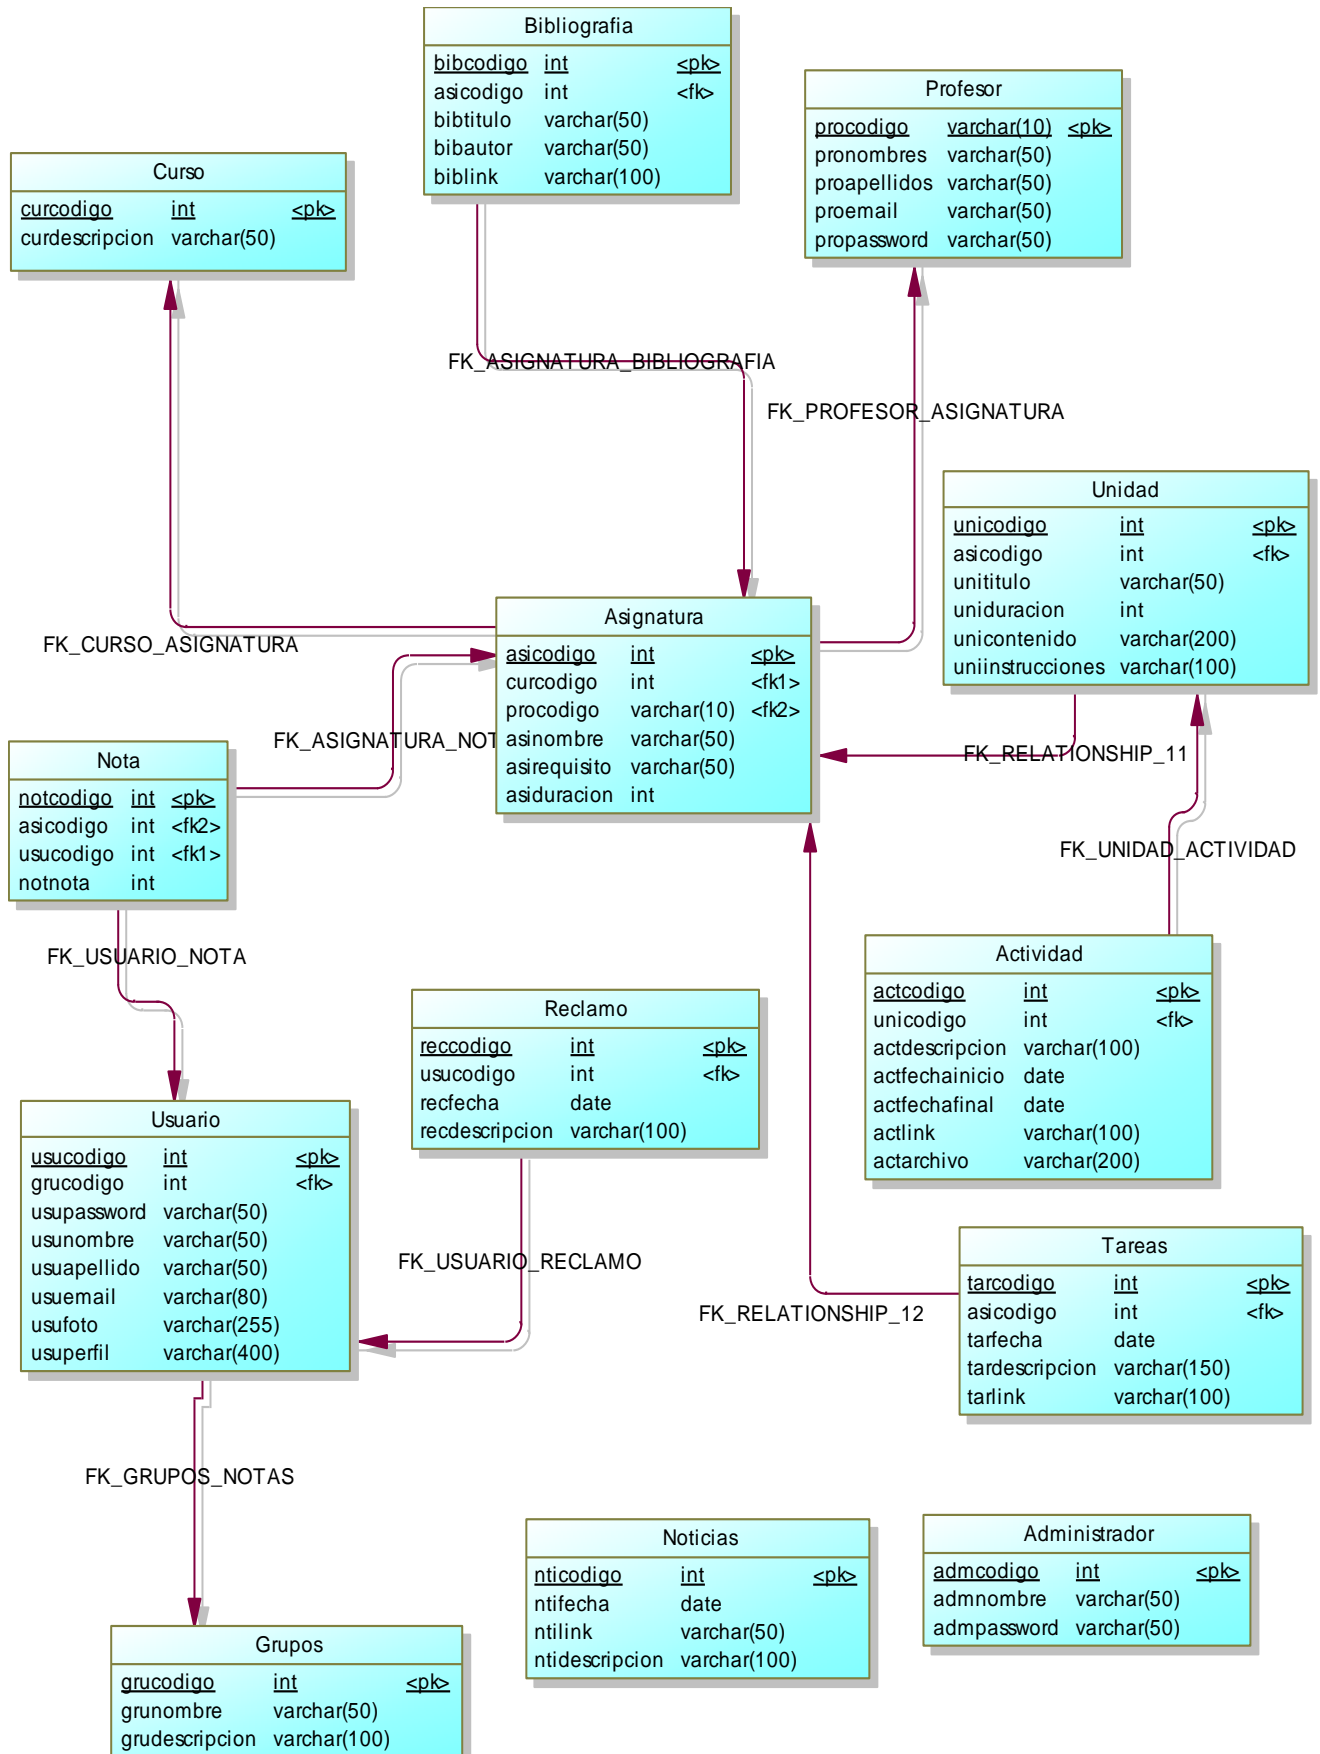 Bibliografia
bibcodigo int <pk>
asicodigo int <fk>
bibtitulo varchar(50)
bibautor varchar(50)
biblink varchar(100)
Profesor
procodigo varchar(10) <pk>
pronombres varchar(50)
proapellidos varchar(50)
proemail varchar(50)
propassword varchar(50)
Curso
curcodigo int <pk>
curdescripcion varchar(50)
FK_ASIGNATURA_BIBLIOGRAFIA
FK_PROFESOR_ASIGNATURA
Unidad
unicodigo int <pk>
asicodigo int <fk>
unititulo varchar(50)
uniduracion int
unicontenido varchar(200)
uniinstrucciones varchar(100)
Asignatura
asicodigo int <pk>
curcodigo int <fk1>
procodigo varchar(10) <fk2>
asinombre varchar(50)
asirequisito varchar(50)
asiduracion int
FK_CURSO_ASIGNATURA
FK_ASIGNATURA_NOT
FK_RELATIONSHIP_11
Nota
notcodigo int <pk>
asicodigo int <fk2>
usucodigo int <fk1>
notnota int
FK_UNIDAD_ACTIVIDAD
FK_USUARIO_NOTA
Actividad
actcodigo int <pk>
unicodigo int <fk>
actdescripcion varchar(100)
actfechainicio date
actfechafinal date
actlink varchar(100)
actarchivo varchar(200)
Reclamo
reccodigo int <pk>
usucodigo int <fk>
recfecha date
recdescripcion varchar(100)
Usuario
usucodigo int <pk>
grucodigo int <fk>
usupassword varchar(50)
usunombre varchar(50)
usuapellido varchar(50)
usuemail varchar(80)
usufoto varchar(255)
usuperfil varchar(400)
FK_USUARIO_RECLAMO
FK_RELATIONSHIP_12
Tareas
tarcodigo int <pk>
asicodigo int <fk>
tarfecha date
tardescripcion varchar(150)
tarlink varchar(100)
FK_GRUPOS_NOTAS
Noticias
nticodigo int <pk>
ntifecha date
ntilink varchar(50)
ntidescripcion varchar(100)
Administrador
admcodigo int <pk>
admnombre varchar(50)
admpassword varchar(50)
Grupos
grucodigo int <pk>
grunombre varchar(50)
grudescripcion varchar(100)